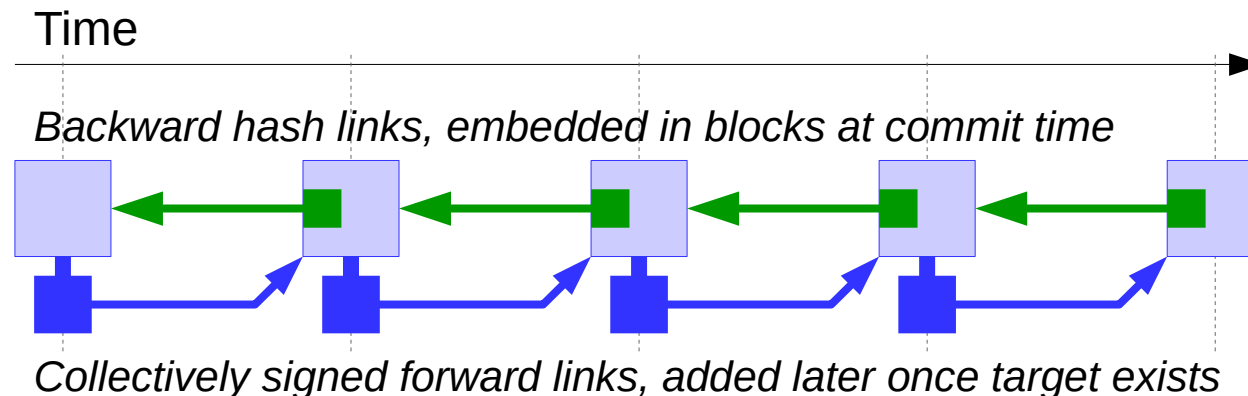 Time
Backward hash links, embedded in blocks at commit time
Collectively signed forward links, added later once target exists